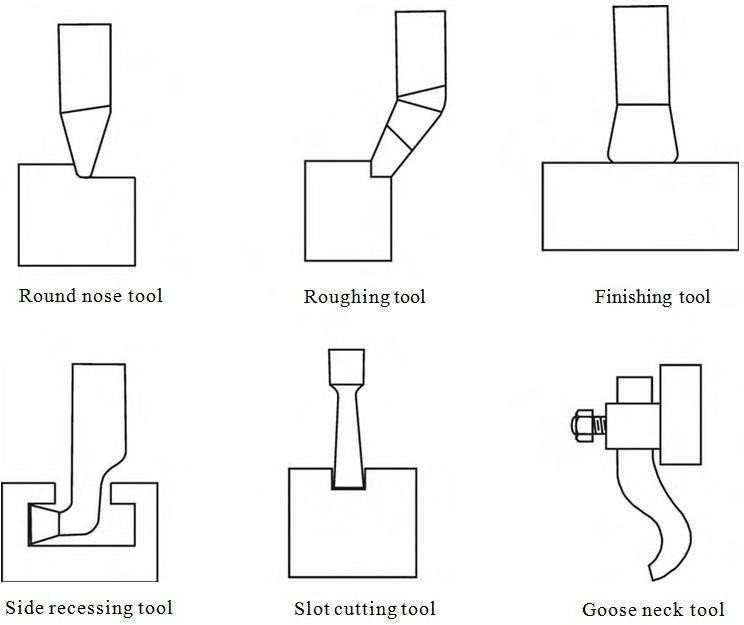 Round nose tool
Roughing tool
Finishing tool
Side recessing tool
Slot cutting tool
Goose neck tool